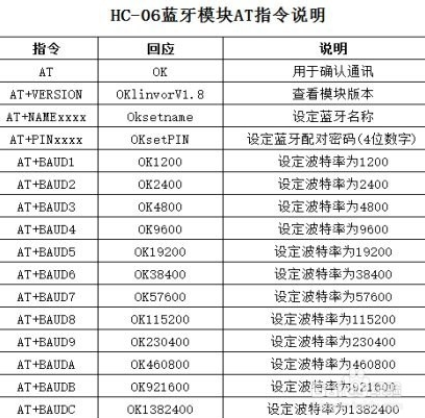 HC-06蓝牙模块AT指令说明
指令 回应 说明
AT OK 用于确认通讯
AT+VERSION OKlinvorV1.8 查看模块版本
AT+NAMExxxx Oksetname 设定蓝牙名称
AT+PINxxxx OKsetPIN 设定蓝牙配对密码(4位数字)
AT+BAUD1 OK1200 设定波特率为1200
AT+BAUD2 OK2400 设定波特率为2400
AT+BAUD3 OK4800 设定波特率为4800
AT+BAUD4 OK9600 设定波特率为9600
AT+BAUD5 OK19200 设定波特率为19200
AT+BAUD6 OK38400 设定波特率为38400
AT+BAUD7 OK57600 设定波特率为57600
AT+BAUD8 OK115200 设定波特率为115200
AT+BAUD9 OK230400 设定波特率为230400
AT+BAUDA OK460800 设定波特率为460800
AT+BAUDB OK921600 设定波特率为921600
AT+BAUDC OK1382400 设定波特率为1382400